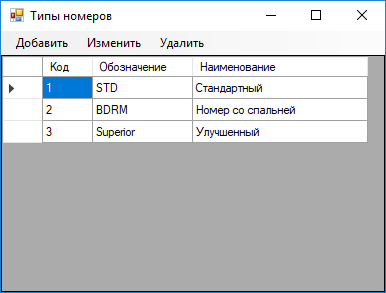 Типы номеров
Добавить Изменить Удалить
Код Обозначение Наименование
1 STD Стандартный
2 BDRM Номер со спальней
3 Superior Улучшенный